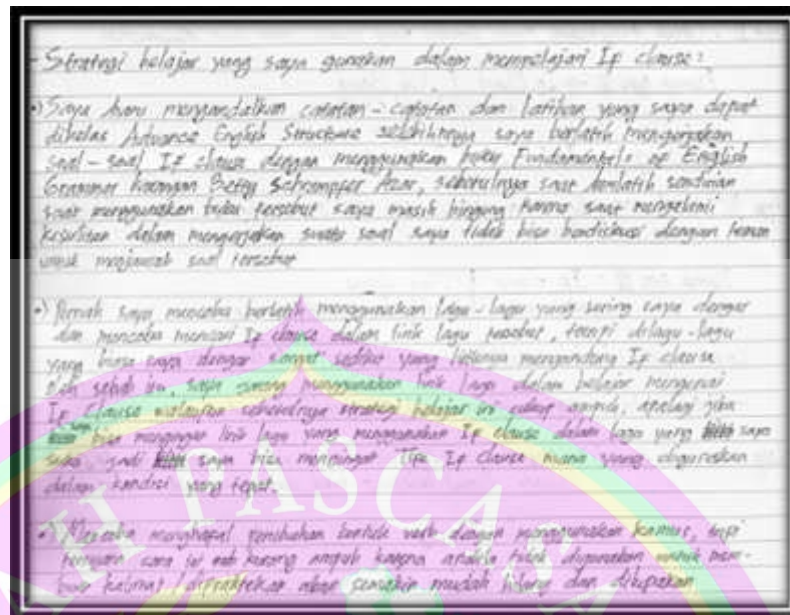 - Strategi belajar yang saya gunakan dalam mempelajari If clause :
•) Saya hanya mengandalkan catatan - catatan dan latihan yang saya dapat
dikelas Advance English Structure selebihnya saya berlatih mengerjakan
soal - soal If clause dengan menggunakan buku Fundamentals of English
Grammar karangan Betty Schrampfer Azar, sebetulnya saat berlatih sendirian
saat menggunakan buku tersebut saya masih bingung karena saat mengalami
kesulitan dalam mengerjakan suatu soal saya tidak bisa berdiskusi dengan teman
untuk menjawab soal tersebut
•) Pernah saya mencoba berlatih menggunakan lagu - lagu yang sering saya dengar
dan mencoba mencari If clause dalam lirik lagu tersebut, tetapi dilagu - lagu
yang biasa saya dengar sangat sedikit yang liriknya mengandung If clause
oleh sebab itu, saya jarang menggunakan lirik lagu dalam belajar mengenai
If clause walaupun sebetulnya strategi belajar ini cukup ampuh, apalagi jika
saya bisa mengingat lirik lagu yang menggunakan If clause dalam lagu yang saya
suka jadi saya bisa mengingat Tipe If clause mana yang digunakan
dalam kondisi yang tepat.
•) Mencoba menghapal perubahan bentuk verb dengan menggunakan kamus, tapi
ternyata cara ini kurang ampuh karena apabila tidak digunakan untuk mem-
buat kalimat / dipraktekan akan semakin mudah hilang dan dilupakan
AH PASCASA